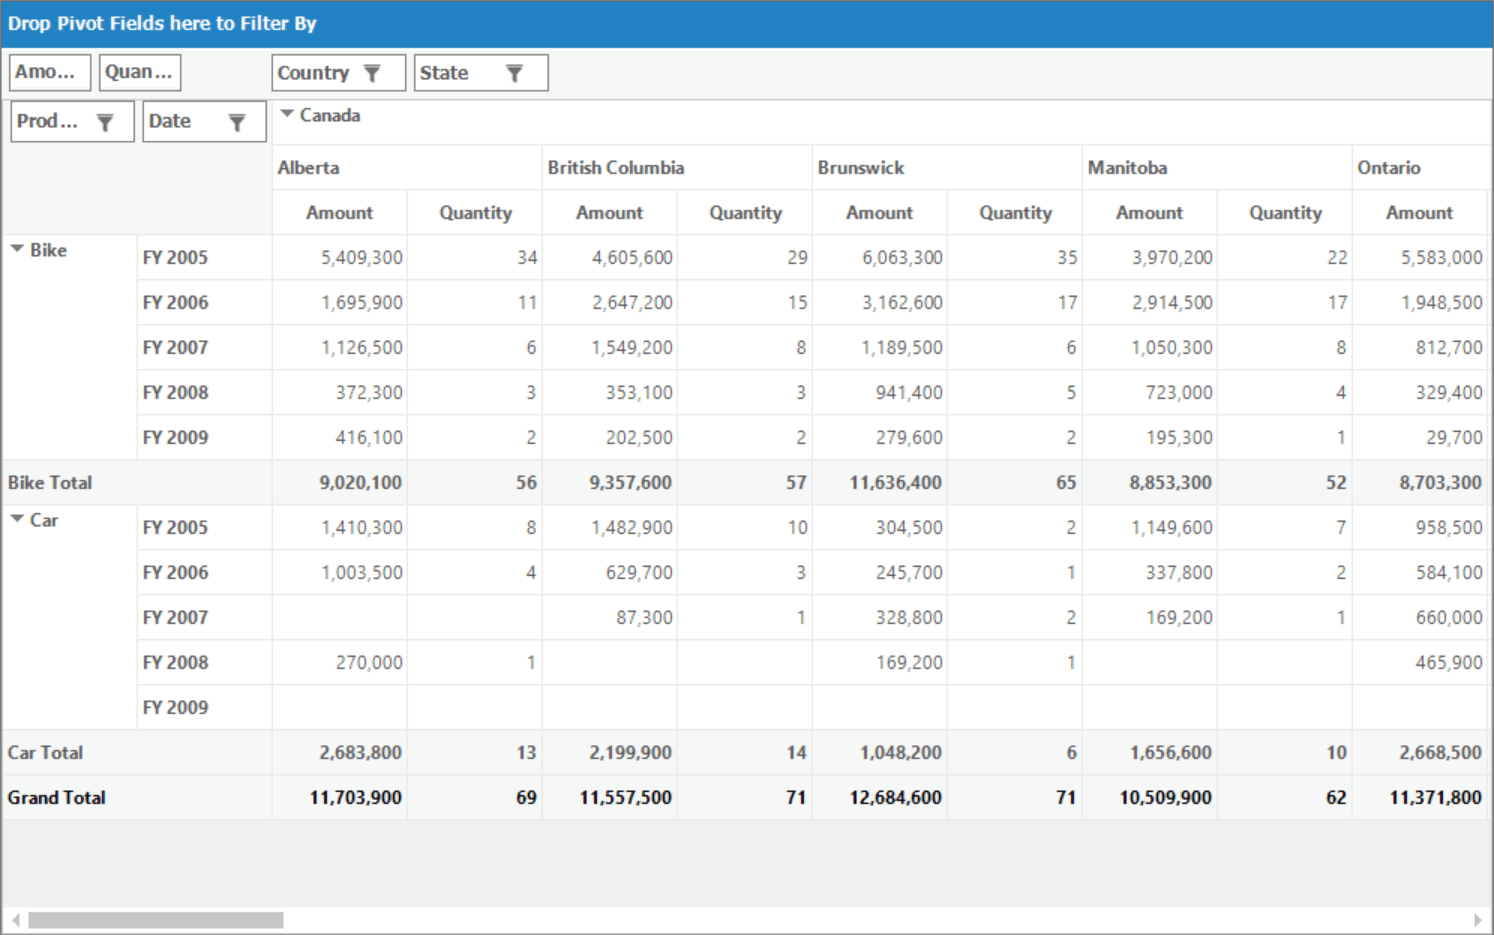 Drop Pivot Fields here to Filter By
Amo... Quan... Country State
Prod... Date Canada
Alberta British Columbia Brunswick Manitoba Ontario
Amount Quantity Amount Quantity Amount Quantity Amount Quantity Amount
Bike FY 2005 5,409,300 34 4,605,600 29 6,063,300 35 3,970,200 22 5,583,000
FY 2006 1,695,900 11 2,647,200 15 3,162,600 17 2,914,500 17 1,948,500
FY 2007 1,126,500 6 1,549,200 8 1,189,500 6 1,050,300 8 812,700
FY 2008 372,300 3 353,100 3 941,400 5 723,000 4 329,400
FY 2009 416,100 2 202,500 2 279,600 2 195,300 1 29,700
Bike Total 9,020,100 56 9,357,600 57 11,636,400 65 8,853,300 52 8,703,300
Car FY 2005 1,410,300 8 1,482,900 10 304,500 2 1,149,600 7 958,500
FY 2006 1,003,500 4 629,700 3 245,700 1 337,800 2 584,100
FY 2007 87,300 1 328,800 2 169,200 1 660,000
FY 2008 270,000 1 169,200 1 465,900
FY 2009
Car Total 2,683,800 13 2,199,900 14 1,048,200 6 1,656,600 10 2,668,500
Grand Total 11,703,900 69 11,557,500 71 12,684,600 71 10,509,900 62 11,371,800